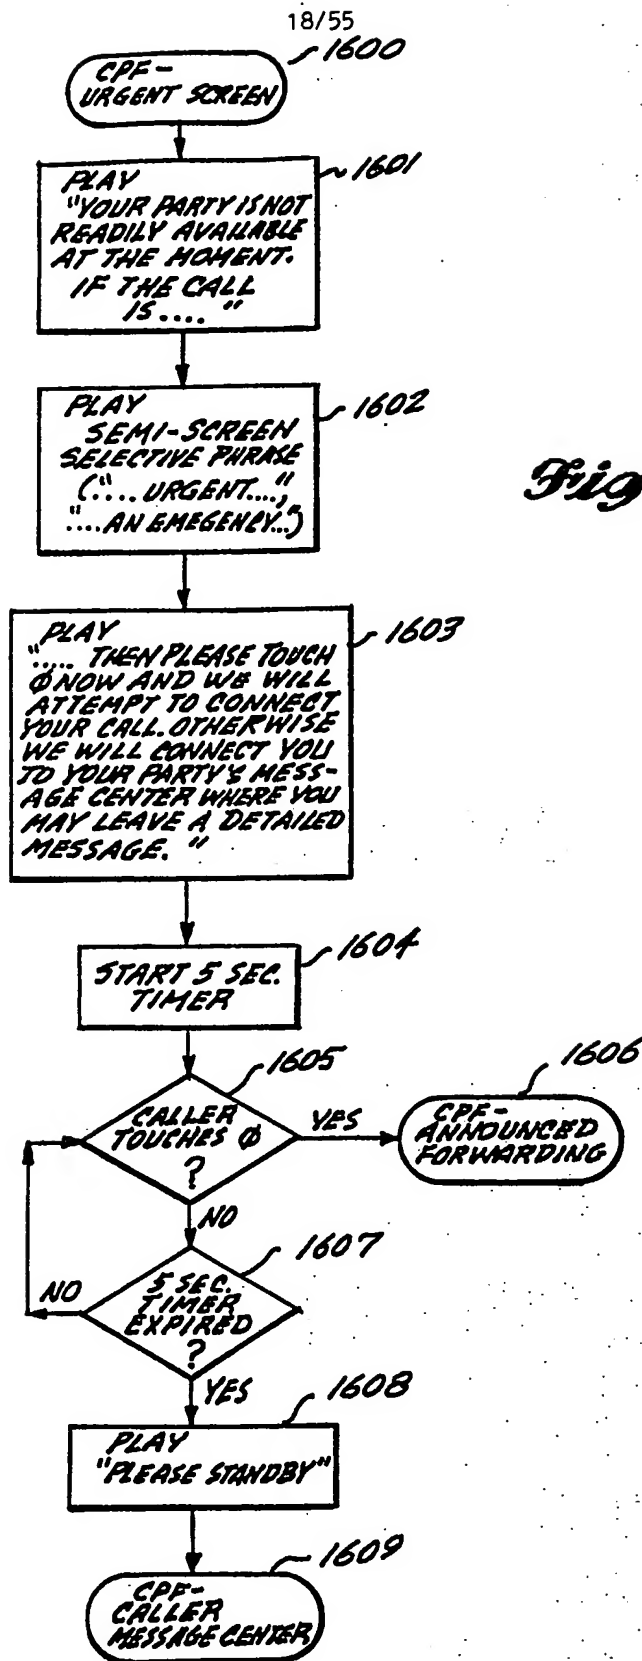 18/55
1600
CPF-
URGENT SCREEN
1601
PLAY
"YOUR PARTY IS NOT
READILY AVAILABLE
AT THE MOMENT.
IF THE CALL
IS...."
1602
PLAY
SEMI-SCREEN
SELECTIVE PHRASE
("....URGENT....,"
"....AN EMEGENCY...")
Fig
1603
PLAY
"..... THEN PLEASE TOUCH
Ø NOW AND WE WILL
ATTEMPT TO CONNECT
YOUR CALL. OTHERWISE
WE WILL CONNECT YOU
TO YOUR PARTY'S MESS-
AGE CENTER WHERE YOU
MAY LEAVE A DETAILED
MESSAGE."
1604
START 5 SEC.
TIMER
1605
CALLER
TOUCHES Ø
?
YES
1606
CPF-
ANNOUNCED
FORWARDING
NO
1607
5 SEC.
TIMER
EXPIRED
?
NO
YES
1608
PLAY
"PLEASE STANDBY"
1609
CPF-
CALLER
MESSAGE CENTER